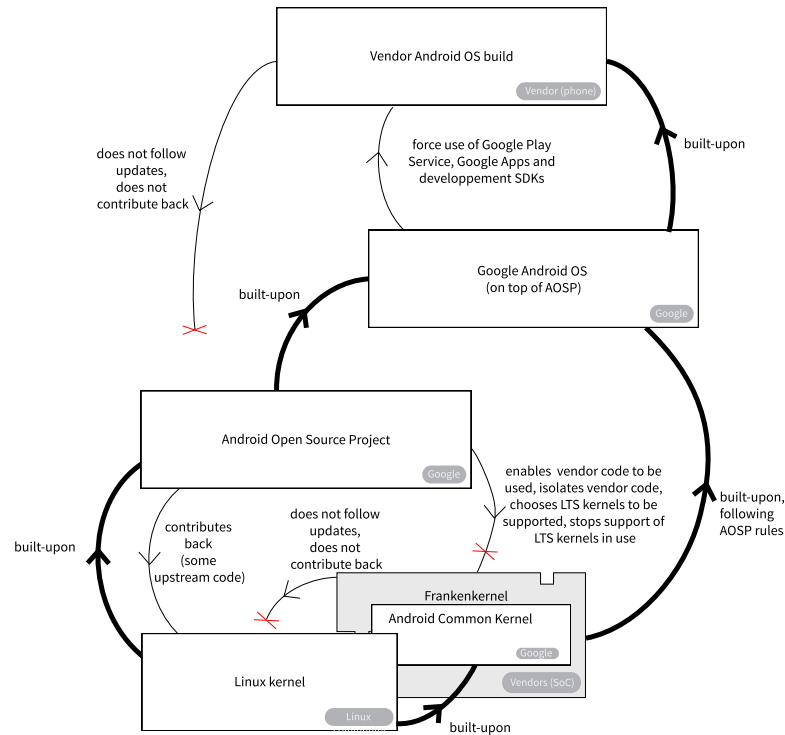 Vendor Android OS build
Vendor (phone)
does not follow
updates,
does not
contribute back
force use of Google Play
Service, Google Apps and
developpement SDKs
built-upon
Google Android OS
(on top of AOSP)
Google
built-upon
Android Open Source Project
Google
enables vendor code to be
used, isolates vendor code,
chooses LTS kernels to be
supported, stops support of
LTS kernels in use
built-upon,
following
AOSP rules
does not follow
updates,
does not
contribute back
contributes
back
(some
upstream code)
built-upon
Frankenkernel
Android Common Kernel
Google
Vendors (SoC)
Linux kernel
Linux
built-upon